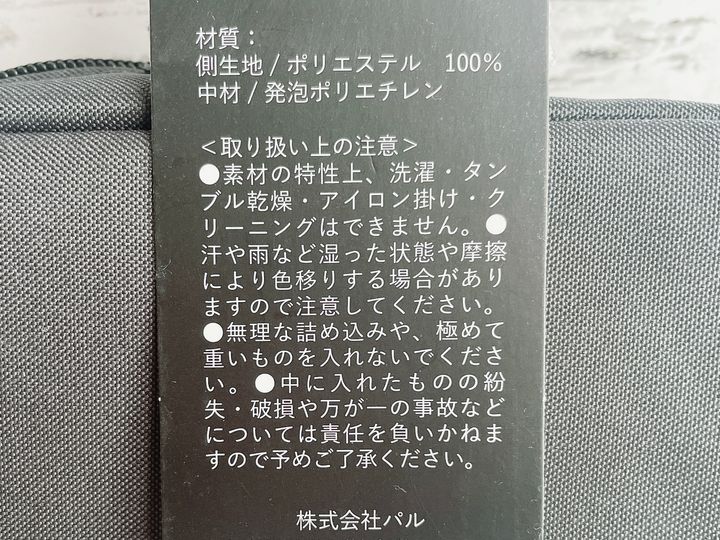 材質：
側生地 / ポリエステル　100%
中材 / 発泡ポリエチレン
＜取り扱い上の注意＞
●素材の特性上、洗濯・タン
ブル乾燥・アイロン掛け・ク
リーニングはできません。●
汗や雨など湿った状態や摩擦
により色移りする場合があり
ますので注意してください。
●無理な詰め込みや、極めて
重いものを入れないでくださ
い。●中に入れたものの紛
失・破損や万が一の事故など
については責任を負いかねま
すので予めご了承ください。
株式会社パル